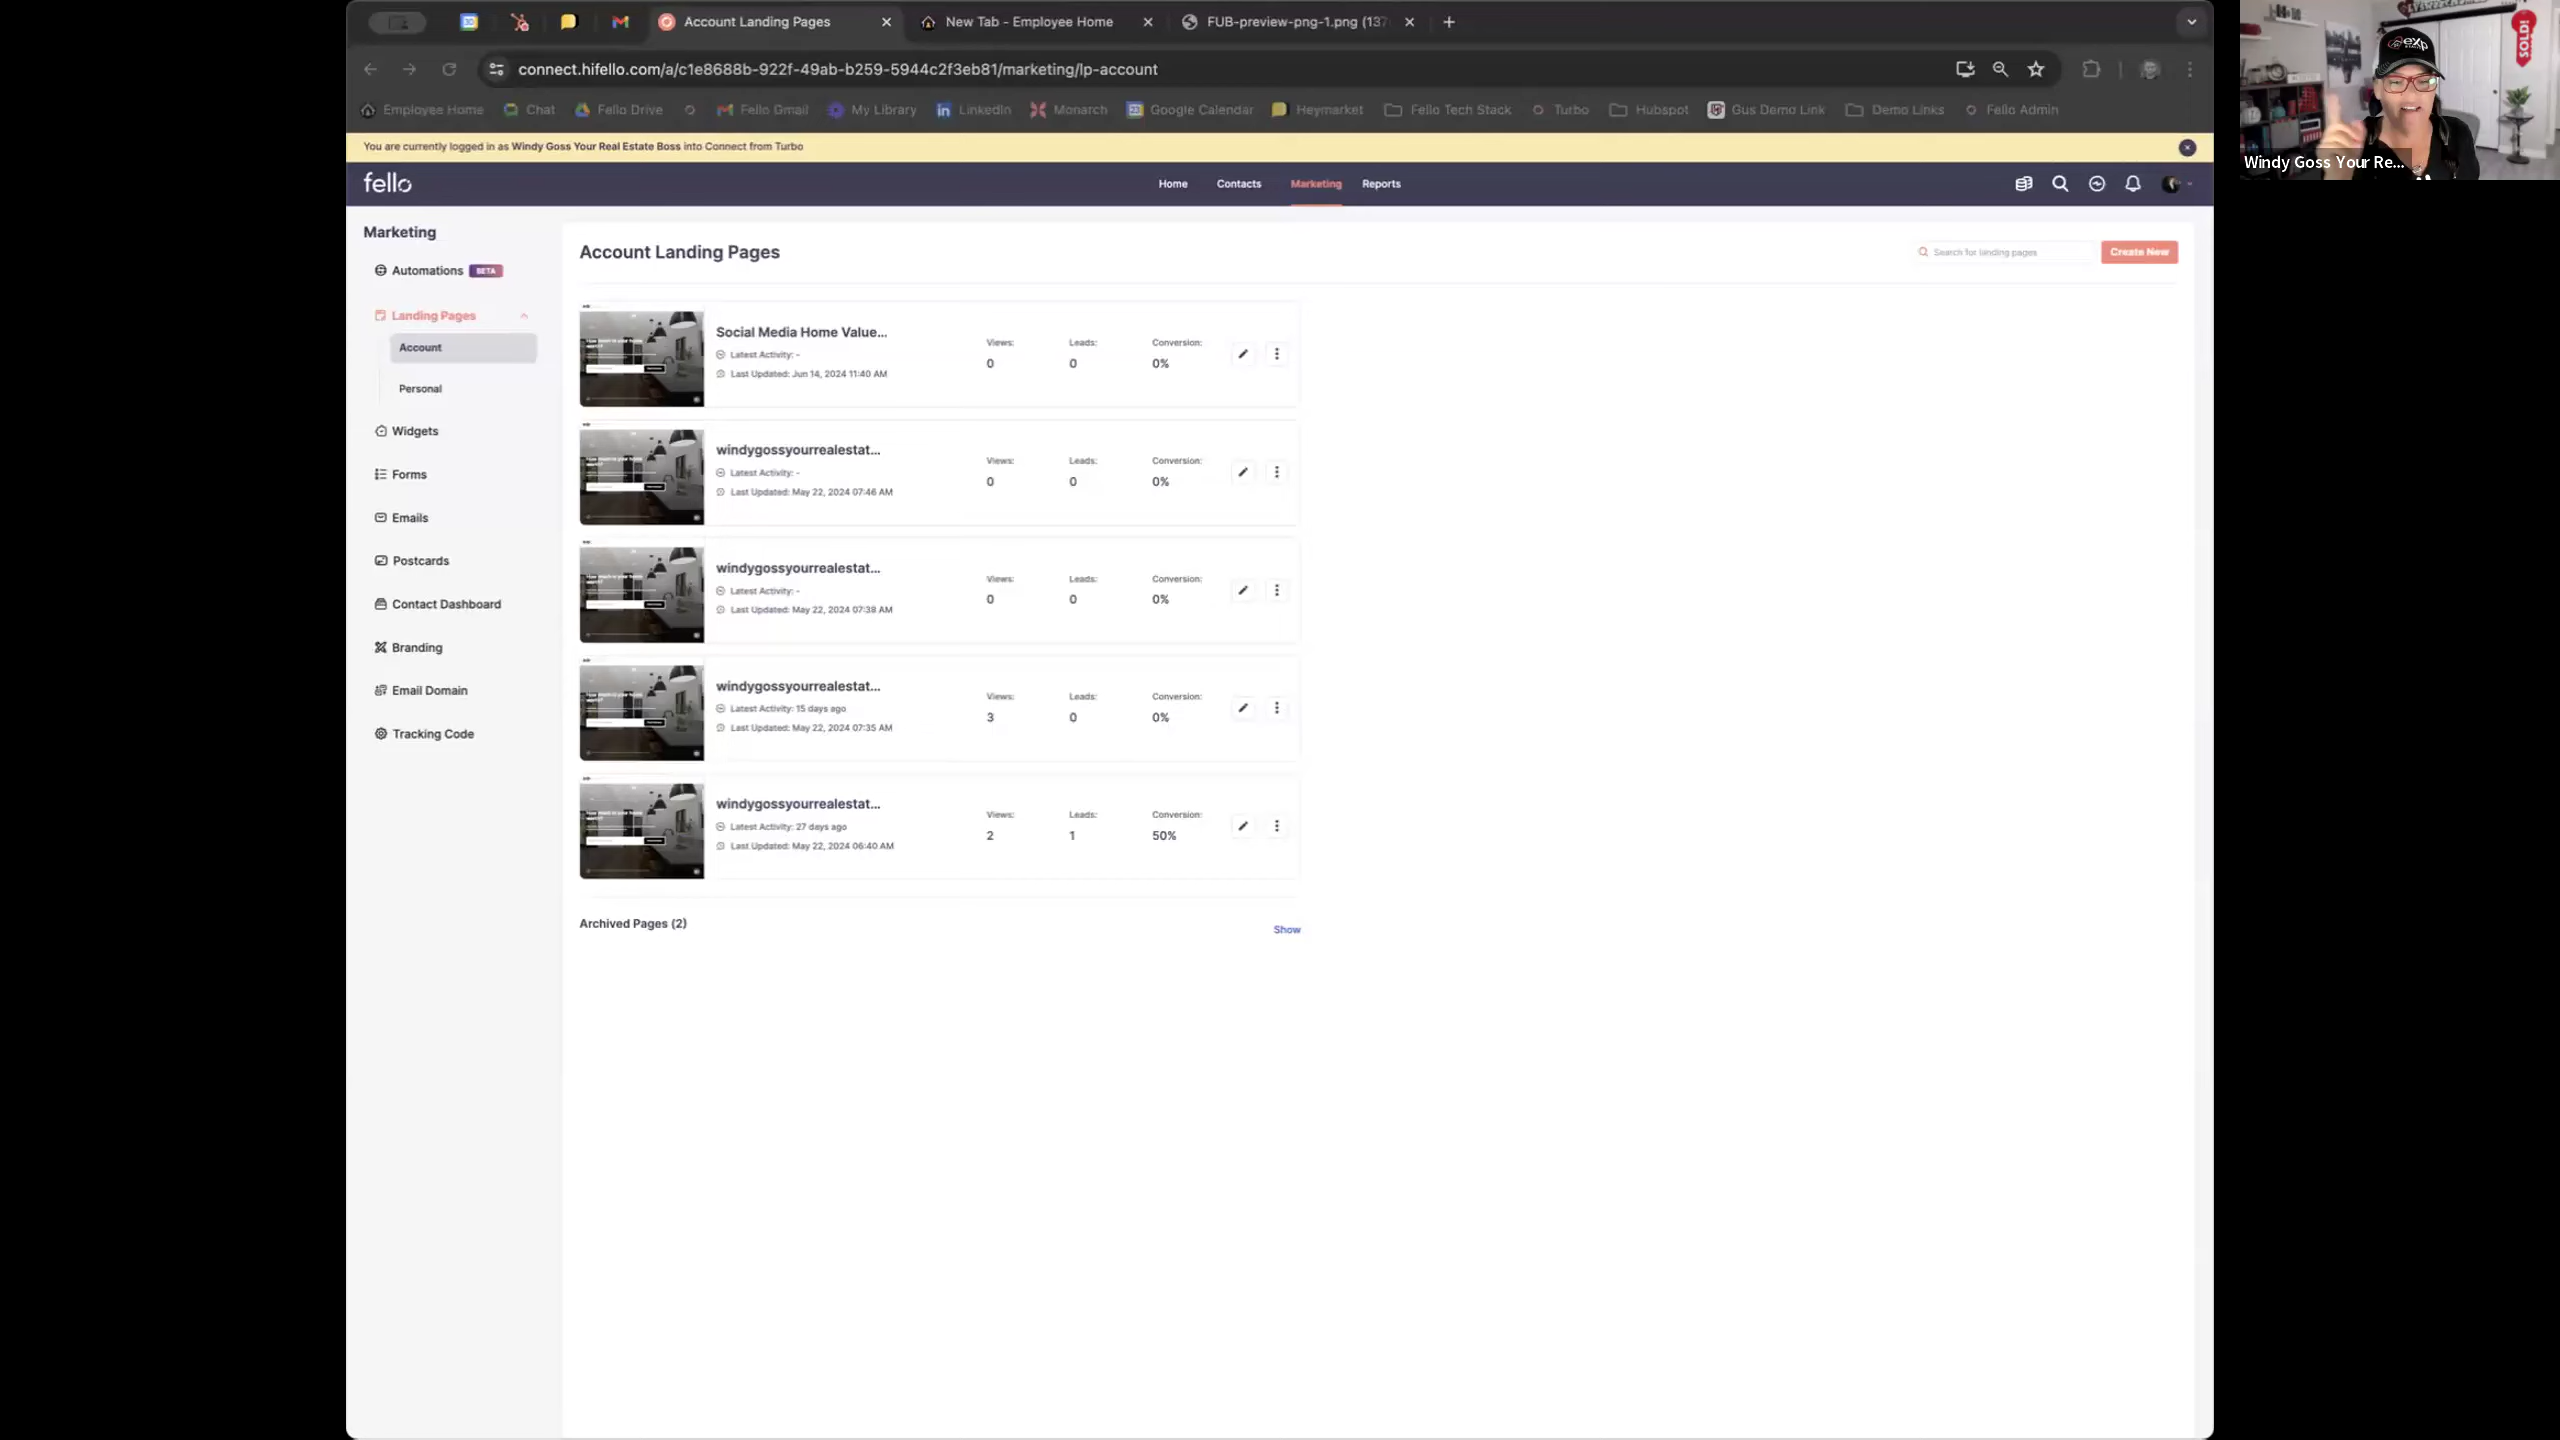 Account Landing Pages
New Tab - Employee Home
FUB-preview-png-1.png (137
connect.hifello.com/a/c1e8688b-922f-49ab-b259-5944c2f3eb81/marketing/lp-account
Employee Home
Chat
Fello Drive
Fello Gmail
My Library
LinkedIn
Monarch
Google Calendar
Heymarket
Fello Tech Stack
Turbo
Hubspot
Gus Demo Link
Demo Links
Fello Admin
You are currently logged in as Windy Goss Your Real Estate Boss into Connect from Turbo
fello
Home
Contacts
Marketing
Reports
Marketing
Automations BETA
Landing Pages
Account
Personal
Widgets
Forms
Emails
Postcards
Contact Dashboard
Branding
Email Domain
Tracking Code
Account Landing Pages
Search for landing pages
Create New
Social Media Home Value...
Latest Activity: -
Last Updated: Jun 14, 2024 11:40 AM
Views: Leads: Conversion:
0 0 0%
windygossyourrealestat...
Latest Activity: -
Last Updated: May 22, 2024 07:46 AM
Views: Leads: Conversion:
0 0 0%
windygossyourrealestat...
Latest Activity: -
Last Updated: May 22, 2024 07:38 AM
Views: Leads: Conversion:
0 0 0%
windygossyourrealestat...
Latest Activity: 15 days ago
Last Updated: May 22, 2024 07:35 AM
Views: Leads: Conversion:
3 0 0%
windygossyourrealestat...
Latest Activity: 27 days ago
Last Updated: May 22, 2024 06:40 AM
Views: Leads: Conversion:
2 1 50%
Archived Pages (2)
Show
eXp
SOLD!
Windy Goss Your Re...